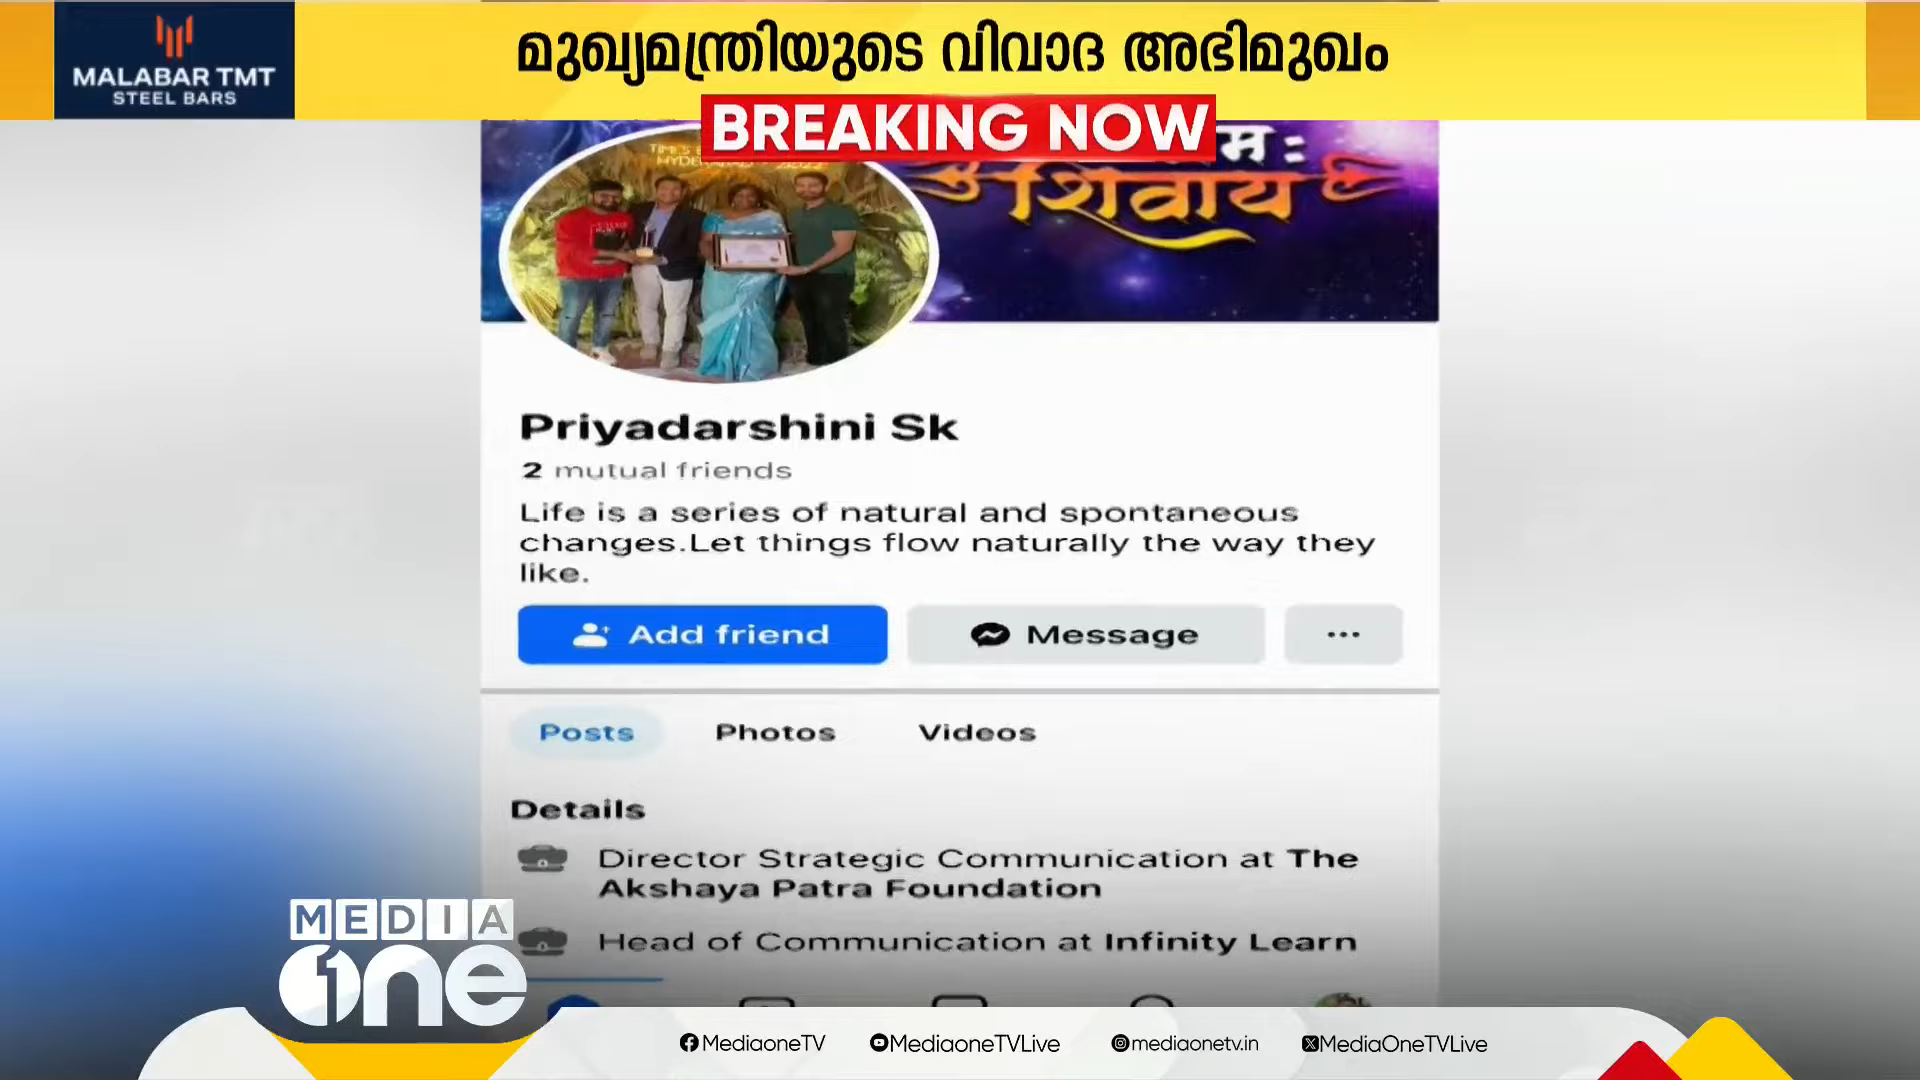 മുഖ്യമന്ത്രിയുടെ വിവാദ അഭിമുഖം
MALABAR TMT
STEEL BARS
BREAKING NOW
शिवाय
Priyadarshini Sk
2 mutual friends
Life is a series of natural and spontaneous
changes.Let things flow naturally the way they
like.
Add friend
Message
Posts
Photos
Videos
Details
Director Strategic Communication at The
Akshaya Patra Foundation
Head of Communication at Infinity Learn
MEDIA
one
MediaoneTV
MediaoneTVLive
mediaonetv.in
MediaOneTVLive